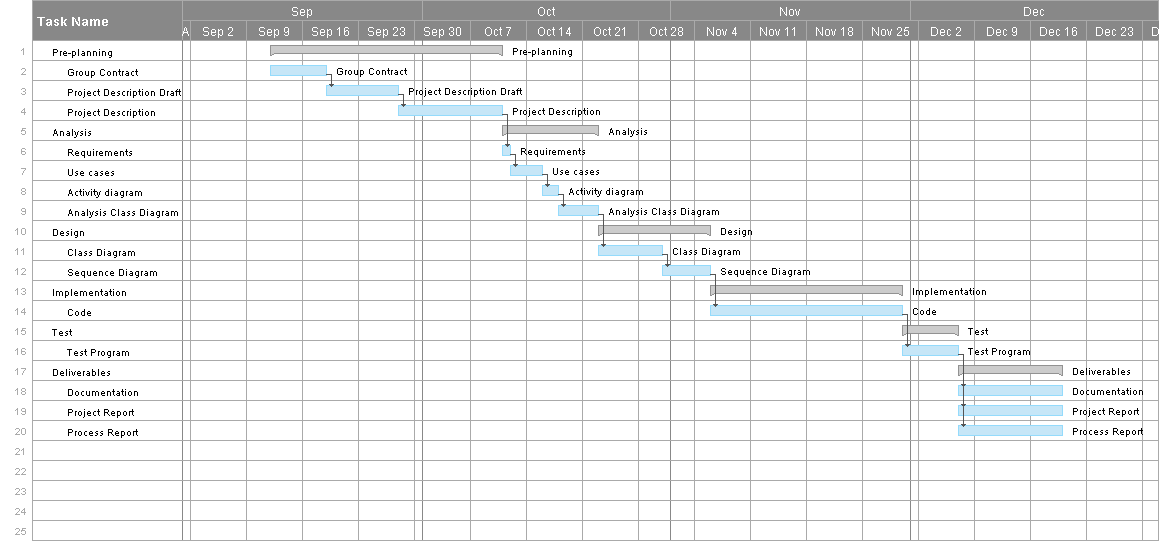 Task Name
Sep Oct Nov Dec
A Sep 2 Sep 9 Sep 16 Sep 23 Sep 30 Oct 7 Oct 14 Oct 21 Oct 28 Nov 4 Nov 11 Nov 18 Nov 25 Dec 2 Dec 9 Dec 16 Dec 23 D
1 Pre-planning Pre-planning
2 Group Contract Group Contract
3 Project Description Draft Project Description Draft
4 Project Description Project Description
5 Analysis Analysis
6 Requirements Requirements
7 Use cases Use cases
8 Activity diagram Activity diagram
9 Analysis Class Diagram Analysis Class Diagram
10 Design Design
11 Class Diagram Class Diagram
12 Sequence Diagram Sequence Diagram
13 Implementation Implementation
14 Code Code
15 Test Test
16 Test Program Test Program
17 Deliverables Deliverables
18 Documentation Documentation
19 Project Report Project Report
20 Process Report Process Report
21
22
23
24
25